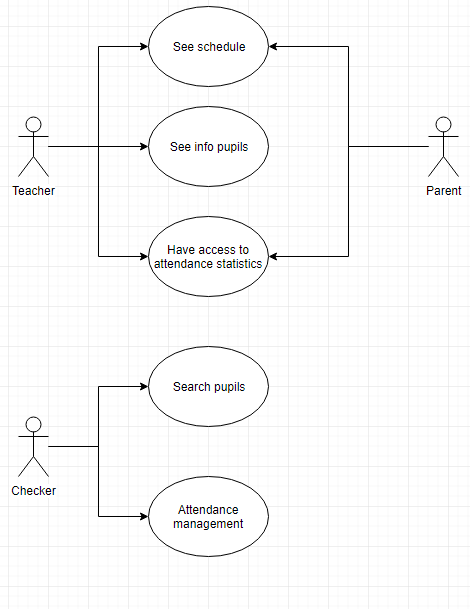 See schedule
See info pupils
Teacher
Parent
Have access to
attendance statistics
Search pupils
Checker
Attendance
management